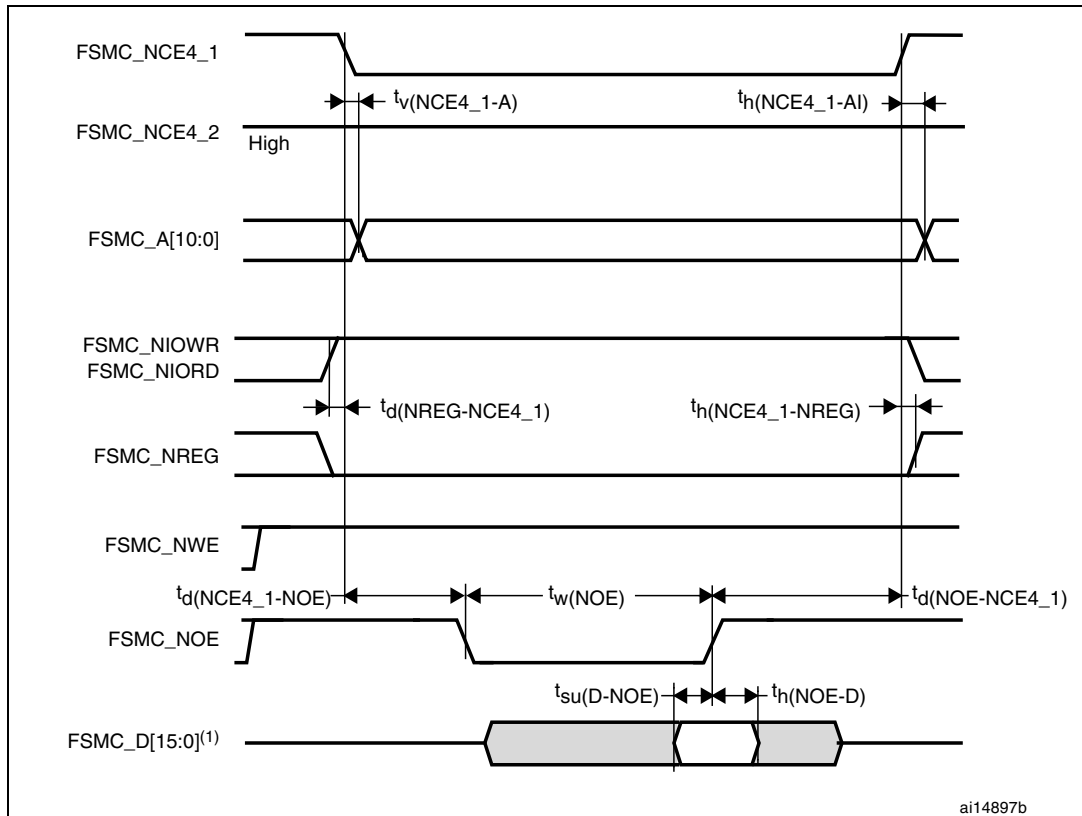 FSMC_NCE4_1
tv(NCE4_1-A)
th(NCE4_1-AI)
FSMC_NCE4_2
High
FSMC_A[10:0]
FSMC_NIOWR
FSMC_NIORD
td(NREG-NCE4_1)
th(NCE4_1-NREG)
FSMC_NREG
FSMC_NWE
td(NCE4_1-NOE)
tw(NOE)
td(NOE-NCE4_1)
FSMC_NOE
tsu(D-NOE)
th(NOE-D)
FSMC_D[15:0](1)
ai14897b